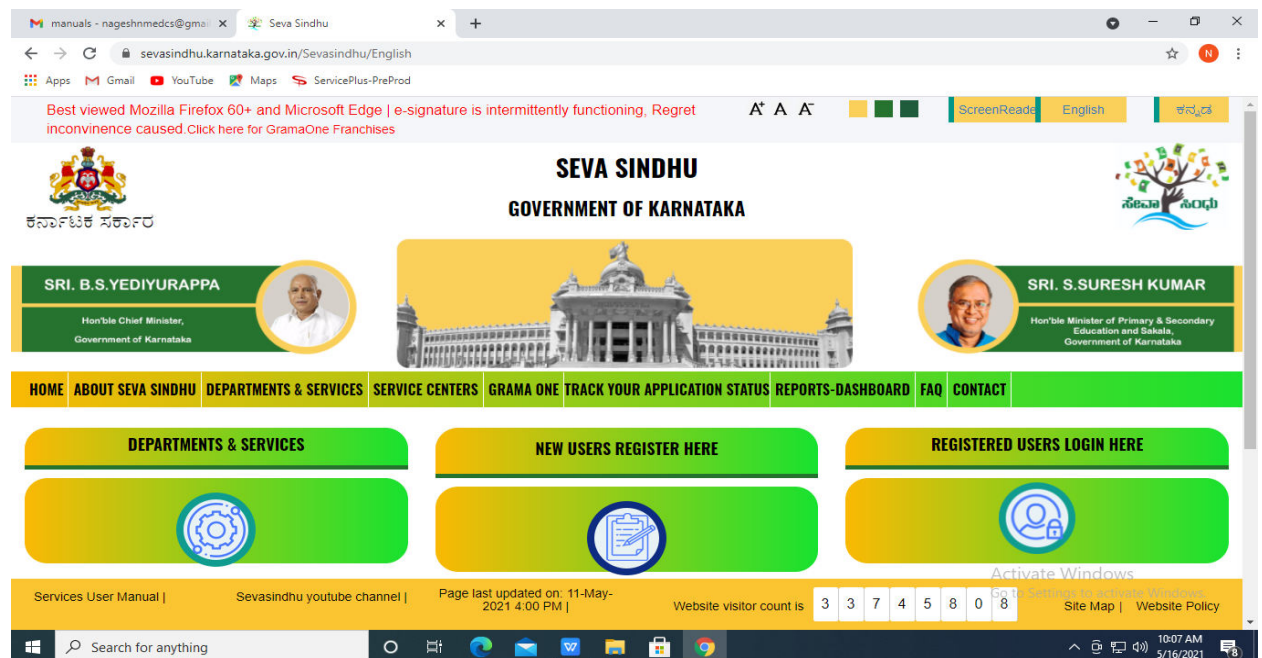 manuals - nageshnmedcs@gmai
Seva Sindhu
sevasindhu.karnataka.gov.in/Sevasindhu/English
N
Apps Gmail YouTube Maps ServicePlus-PreProd
Best viewed Mozilla Firefox 60+ and Microsoft Edge | e-signature is intermittently functioning, Regret
inconvinence caused.Click here for GramaOne Franchises
A+ A A-
ScreenReade
English
ಕನ್ನಡ
SEVA SINDHU
GOVERNMENT OF KARNATAKA
ಕರ್ನಾಟಕ ಸರ್ಕಾರ
ಸೇವಾ ಸಿಂಧು
SRI. B.S.YEDIYURAPPA
Hon'ble Chief Minister,
Government of Karnataka
SRI. S.SURESH KUMAR
Hon'ble Minister of Primary & Secondary
Education and Sakala,
Government of Karnataka
HOME ABOUT SEVA SINDHU DEPARTMENTS & SERVICES SERVICE CENTERS GRAMA ONE TRACK YOUR APPLICATION STATUS REPORTS-DASHBOARD FAQ CONTACT
DEPARTMENTS & SERVICES
NEW USERS REGISTER HERE
REGISTERED USERS LOGIN HERE
Activate Windows
Go to Settings to activate Windows.
Services User Manual |
Sevasindhu youtube channel |
Page last updated on: 11-May-
2021 4:00 PM |
Website visitor count is
3 3 7 4 5 8 0 8
Site Map | Website Policy
Search for anything
W
10:07 AM
5/16/2021
8